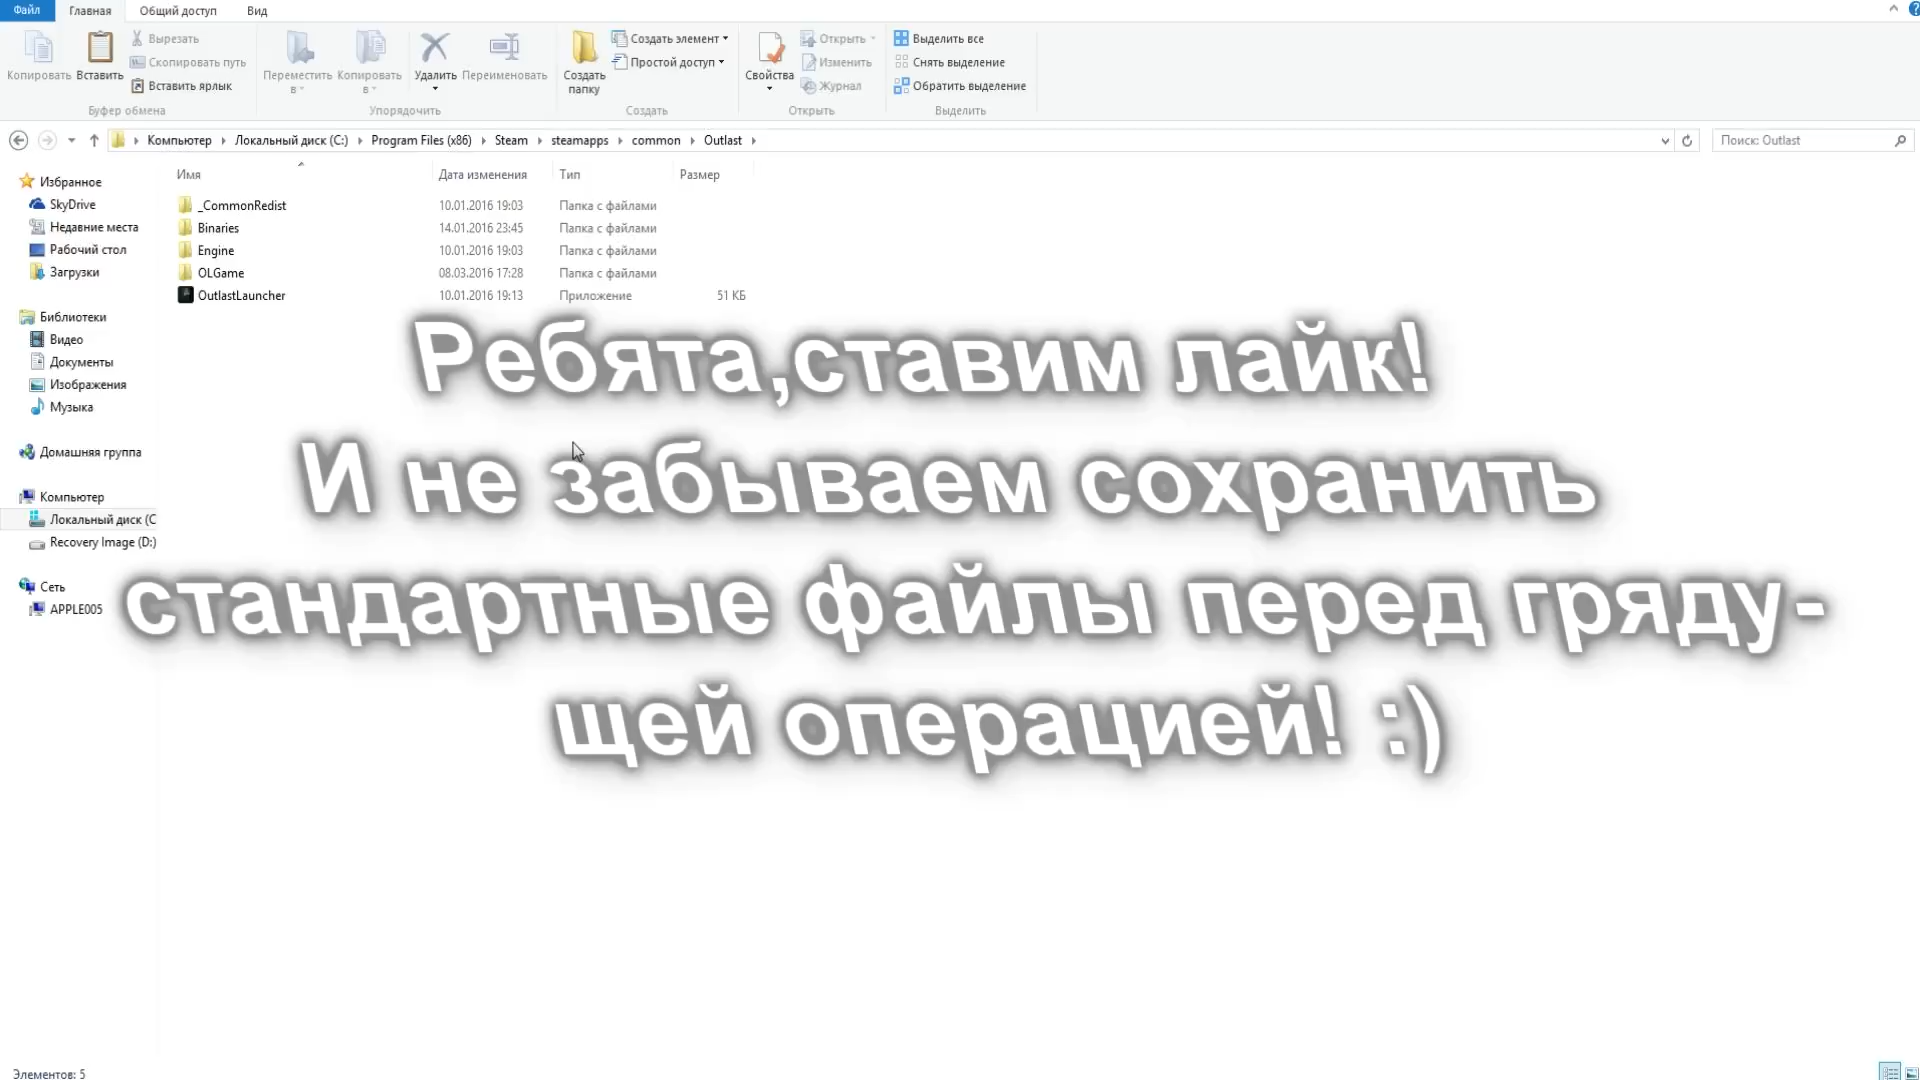 Файл
Главная
Общий доступ
Вид
Копировать
Вставить
Вырезать
Скопировать путь
Вставить ярлык
Буфер обмена
Переместить в
Копировать в
Удалить
Переименовать
Упорядочить
Создать папку
Создать элемент
Простой доступ
Создать
Свойства
Открыть
Изменить
Журнал
Открыть
Выделить все
Снять выделение
Обратить выделение
Выделить
Компьютер Локальный диск (C:) Program Files (x86) Steam steamapps common Outlast
Поиск: Outlast
Имя Дата изменения Тип Размер
_CommonRedist 10.01.2016 19:03 Папка с файлами
Binaries 14.01.2016 23:45 Папка с файлами
Engine 10.01.2016 19:03 Папка с файлами
OLGame 08.03.2016 17:28 Папка с файлами
OutlastLauncher 10.01.2016 19:13 Приложение 51 КБ
Избранное
SkyDrive
Недавние места
Рабочий стол
Загрузки
Библиотеки
Видео
Документы
Изображения
Музыка
Домашняя группа
Компьютер
Локальный диск (C
Recovery Image (D:)
Сеть
APPLE005
Ребята,ставим лайк!
И не забываем сохранить
стандартные файлы перед гряду-
щей операцией! :)
Элементов: 5